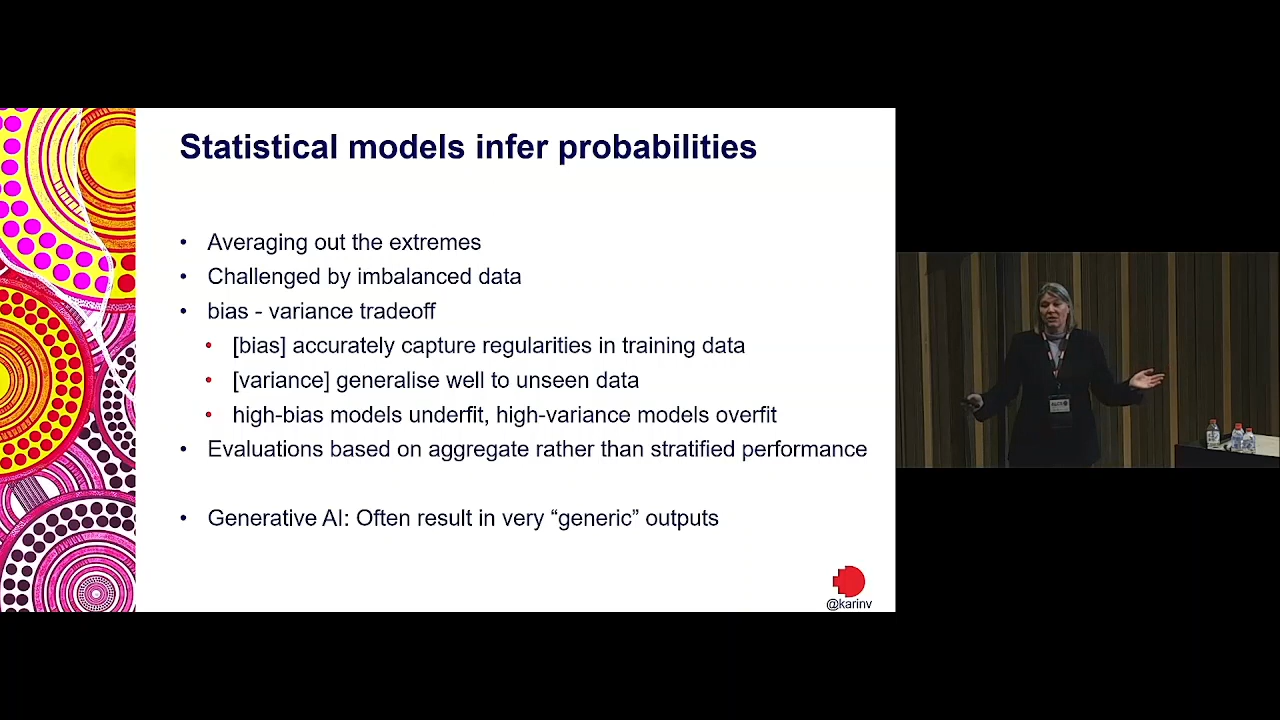 Statistical models infer probabilities
• Averaging out the extremes
• Challenged by imbalanced data
• bias - variance tradeoff
• [bias] accurately capture regularities in training data
• [variance] generalise well to unseen data
• high-bias models underfit, high-variance models overfit
• Evaluations based on aggregate rather than stratified performance
• Generative AI: Often result in very “generic” outputs
@karinv